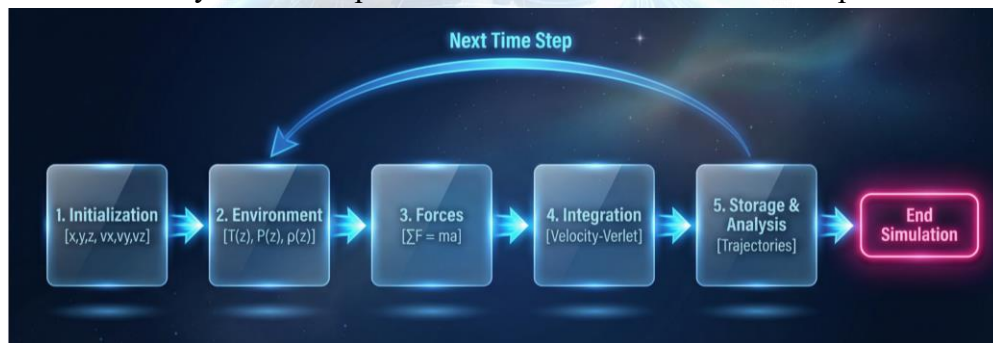 Next Time Step
1. Initialization
[x,y,z, vx,vy,vz]
2. Environment
[T(z), P(z), ρ(z)]
3. Forces
[∑F = ma]
4. Integration
[Velocity-Verlet]
5. Storage &
Analysis
[Trajectories]
End
Simulation